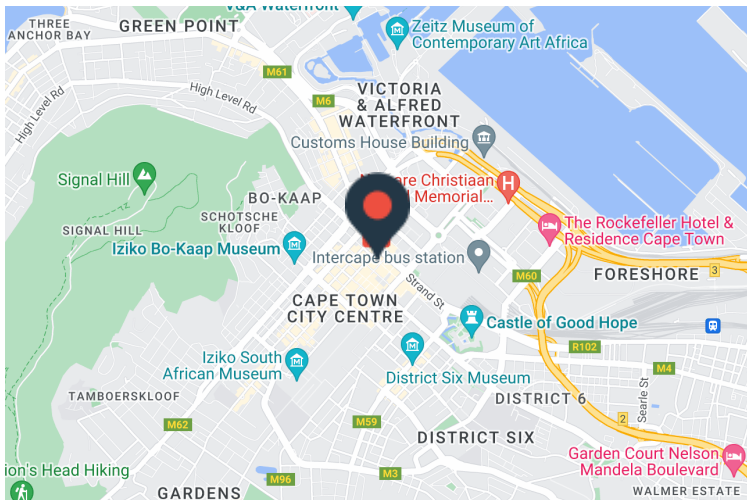 V&A Waterfront
THREE
ANCHOR BAY
GREEN POINT
Zeitz Museum of
Contemporary Art Africa
M61
High Level Rd
High Level Rd
M6
VICTORIA
& ALFRED
WATERFRONT
Customs House Building
Signal Hill
are Christiaan
Memorial...
H
BO-KAAP
SCHOTSCHE
KLOOF
SIGNAL HILL
The Rockefeller Hotel &
Residence Cape Town
Iziko Bo-Kaap Museum
Intercape bus station
M60
FORESHORE
3
Strand St
CAPE TOWN
CITY CENTRE
Castle of Good Hope
R102
Iziko South
African Museum
District Six Museum
M4
Searle St
TAMBOERSKLOOF
DISTRICT 6
M62
M59
2
DISTRICT SIX
Garden Court Nelson
Mandela Boulevard
ion's Head Hiking
M96
M3
GARDENS
WALMER ESTATE